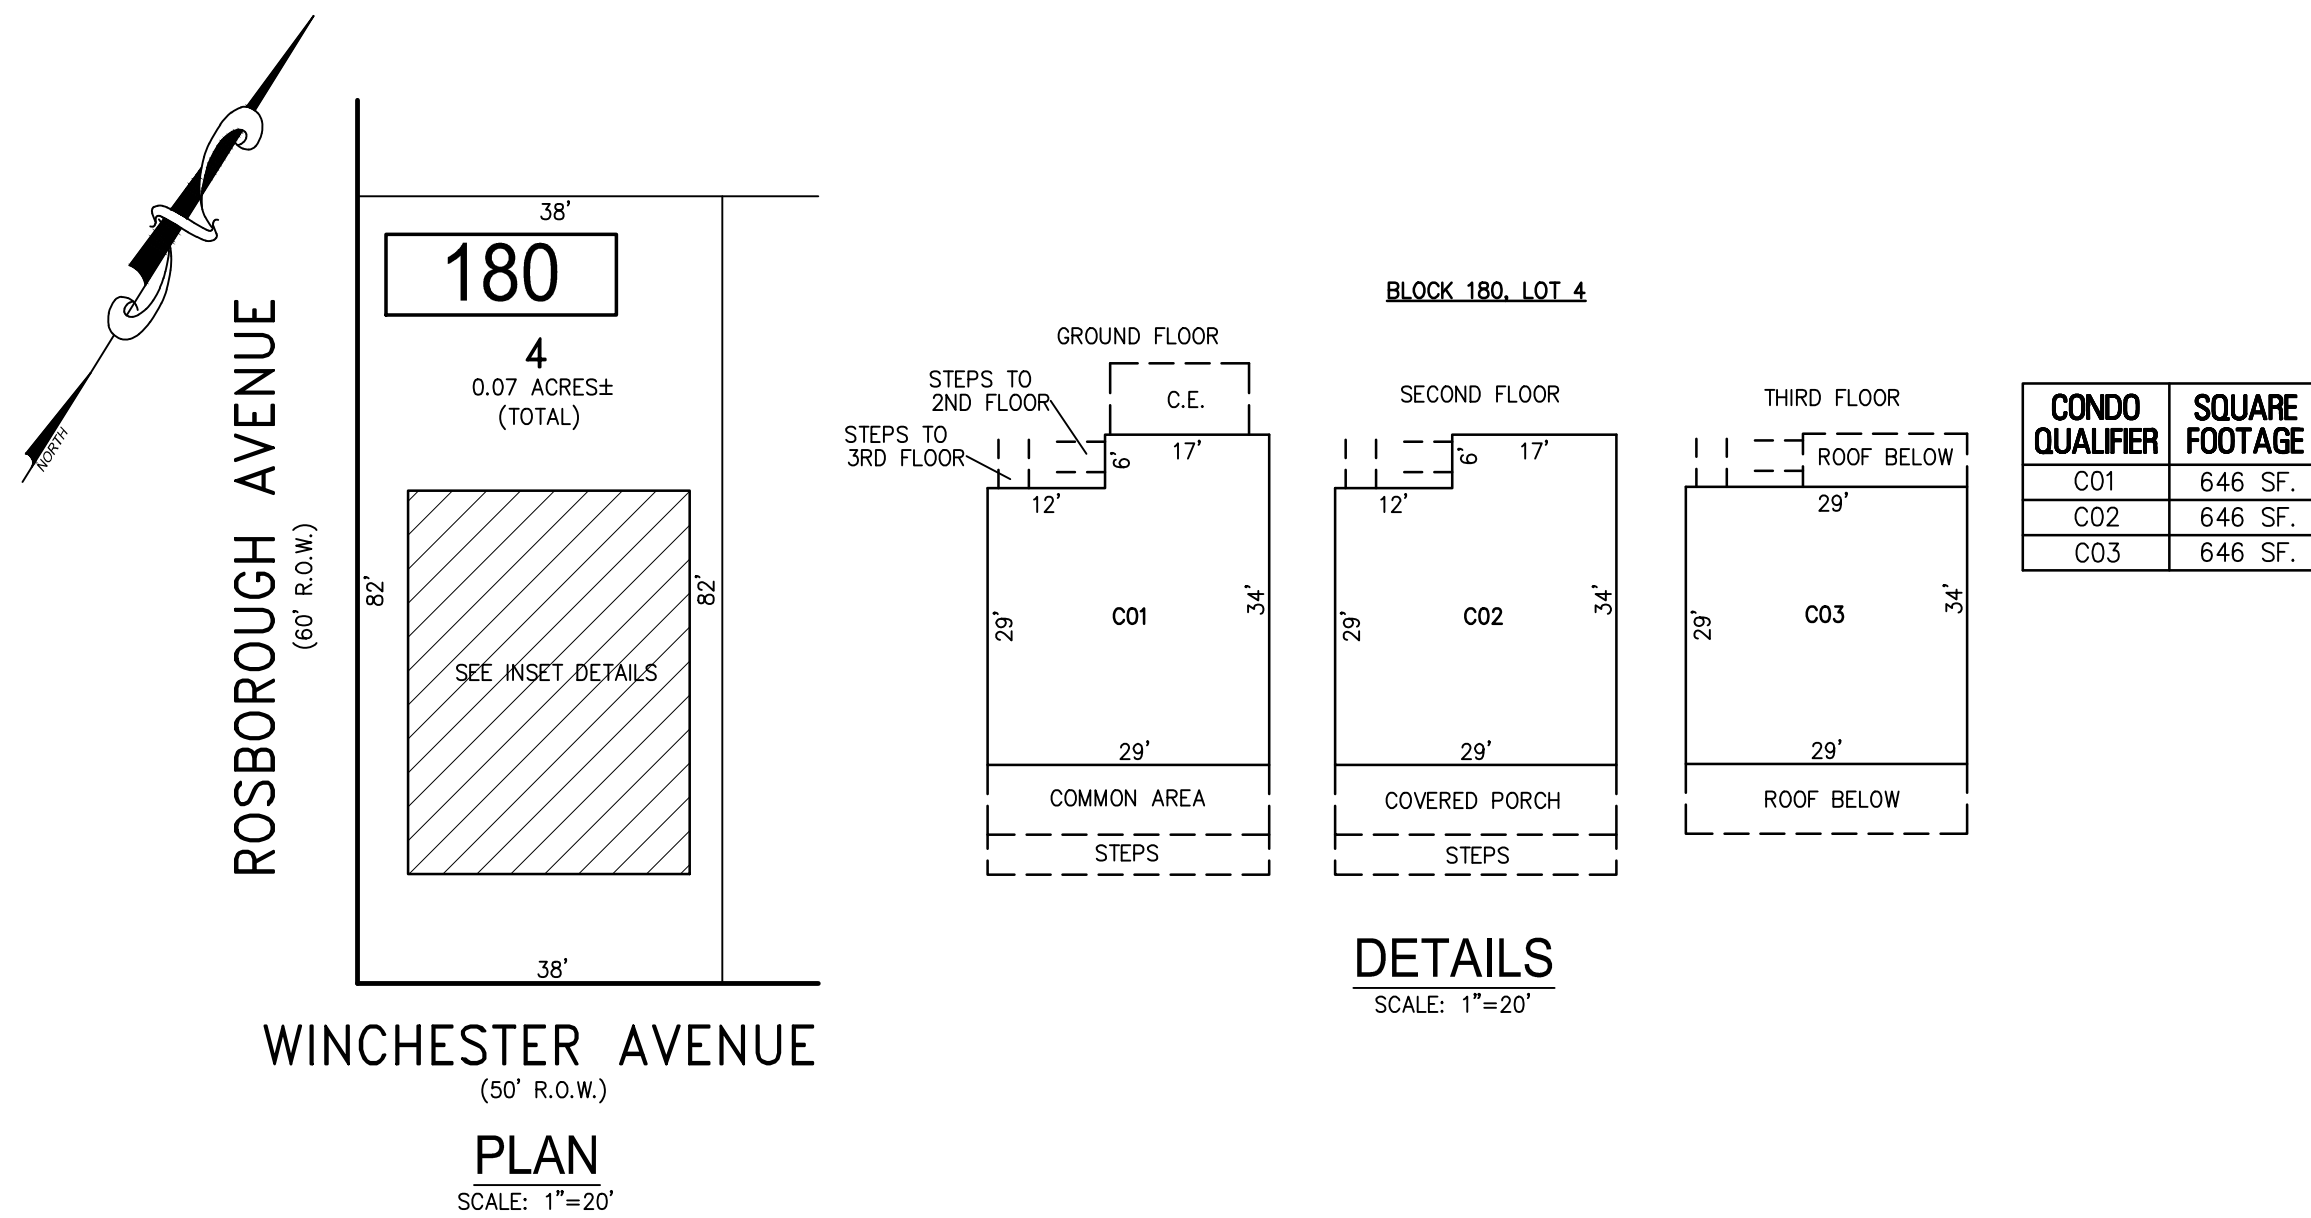 NORTH
38'
180
4
0.07 ACRES±
(TOTAL)
ROSBOROUGH AVENUE
(60' R.O.W.)
82'
82'
SEE INSET DETAILS
38'
WINCHESTER AVENUE
(50' R.O.W.)
PLAN
SCALE: 1"=20'
BLOCK 180, LOT 4
GROUND FLOOR
STEPS TO
2ND FLOOR
STEPS TO
3RD FLOOR
C.E.
17'
6'
12'
29'
C01
34'
29'
COMMON AREA
STEPS
SECOND FLOOR
17'
6'
12'
29'
C02
34'
29'
COVERED PORCH
STEPS
THIRD FLOOR
ROOF BELOW
29'
29'
C03
34'
29'
ROOF BELOW
DETAILS
SCALE: 1"=20'
CONDO QUALIFIER SQUARE FOOTAGE
C01 646 SF.
C02 646 SF.
C03 646 SF.